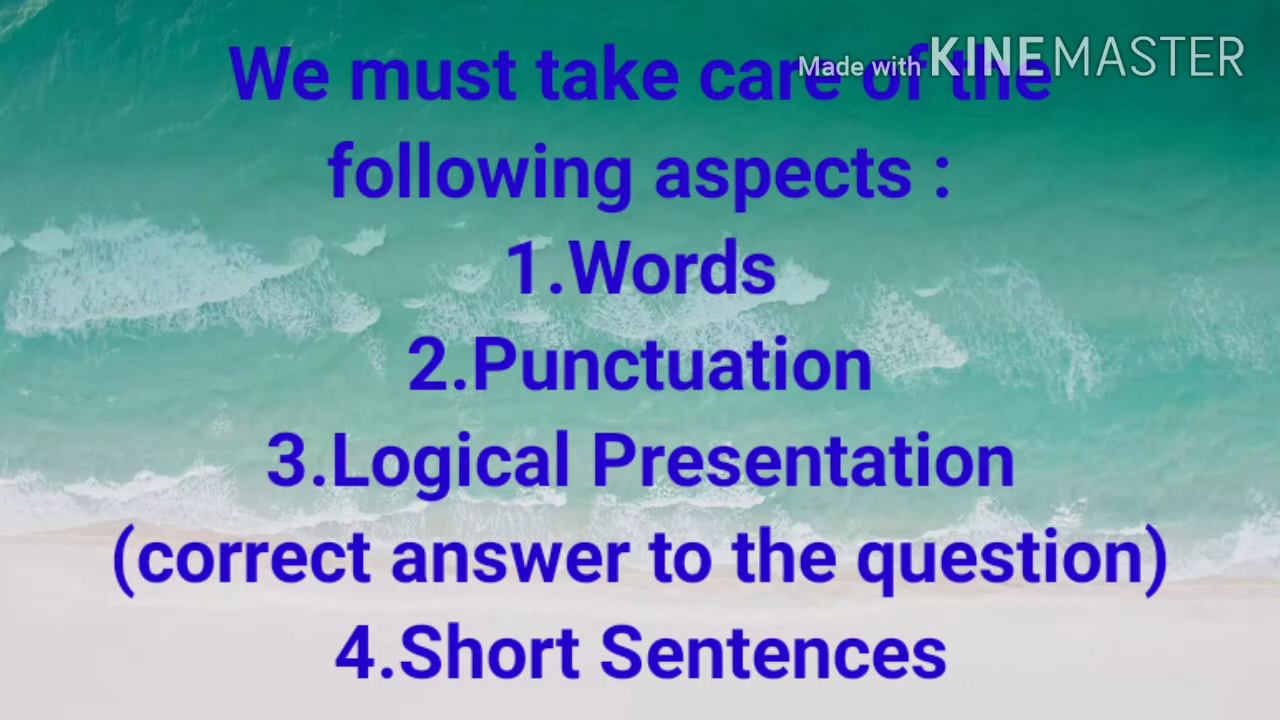 We must take care of the
Made with KINEMASTER
following aspects :
1.Words
2.Punctuation
3.Logical Presentation
(correct answer to the question)
4.Short Sentences